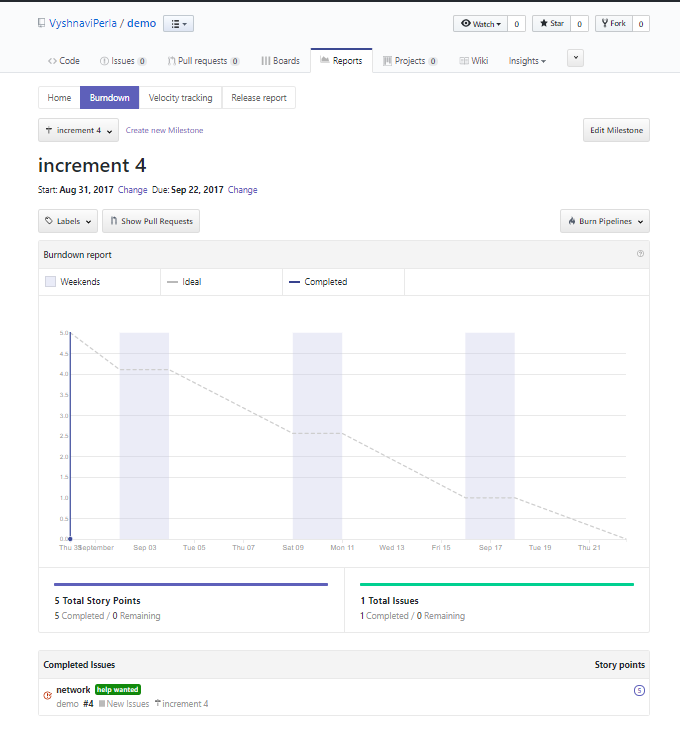 VyshnaviPerla / demo
Watch 0 Star 0 Fork 0
Code Issues 0 Pull requests 0 Boards Reports Projects 0 Wiki Insights
Home Burndown Velocity tracking Release report
increment 4 Create new Milestone Edit Milestone
increment 4
Start: Aug 31, 2017 Change Due: Sep 22, 2017 Change
Labels Show Pull Requests Burn Pipelines
Burndown report
Weekends Ideal Completed
5.0
4.5
4.0
3.5
3.0
2.5
2.0
1.5
1.0
0.5
0.0
Thu 31 September Sep 03 Tue 05 Thu 07 Sat 09 Mon 11 Wed 13 Fri 15 Sep 17 Tue 19 Thu 21
5 Total Story Points 1 Total Issues
5 Completed / 0 Remaining 1 Completed / 0 Remaining
Completed Issues Story points
network help wanted 5
demo #4 New Issues increment 4